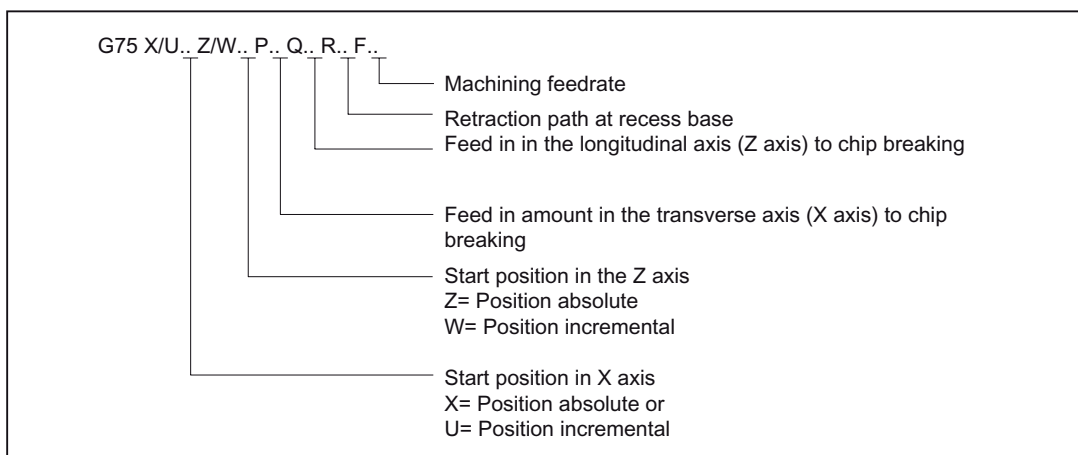 G75 X/U.. Z/W.. P.. Q.. R.. F..
Machining feedrate
Retraction path at recess base
Feed in in the longitudinal axis (Z axis) to chip breaking
Feed in amount in the transverse axis (X axis) to chip
breaking
Start position in the Z axis
Z= Position absolute
W= Position incremental
Start position in X axis
X= Position absolute or
U= Position incremental